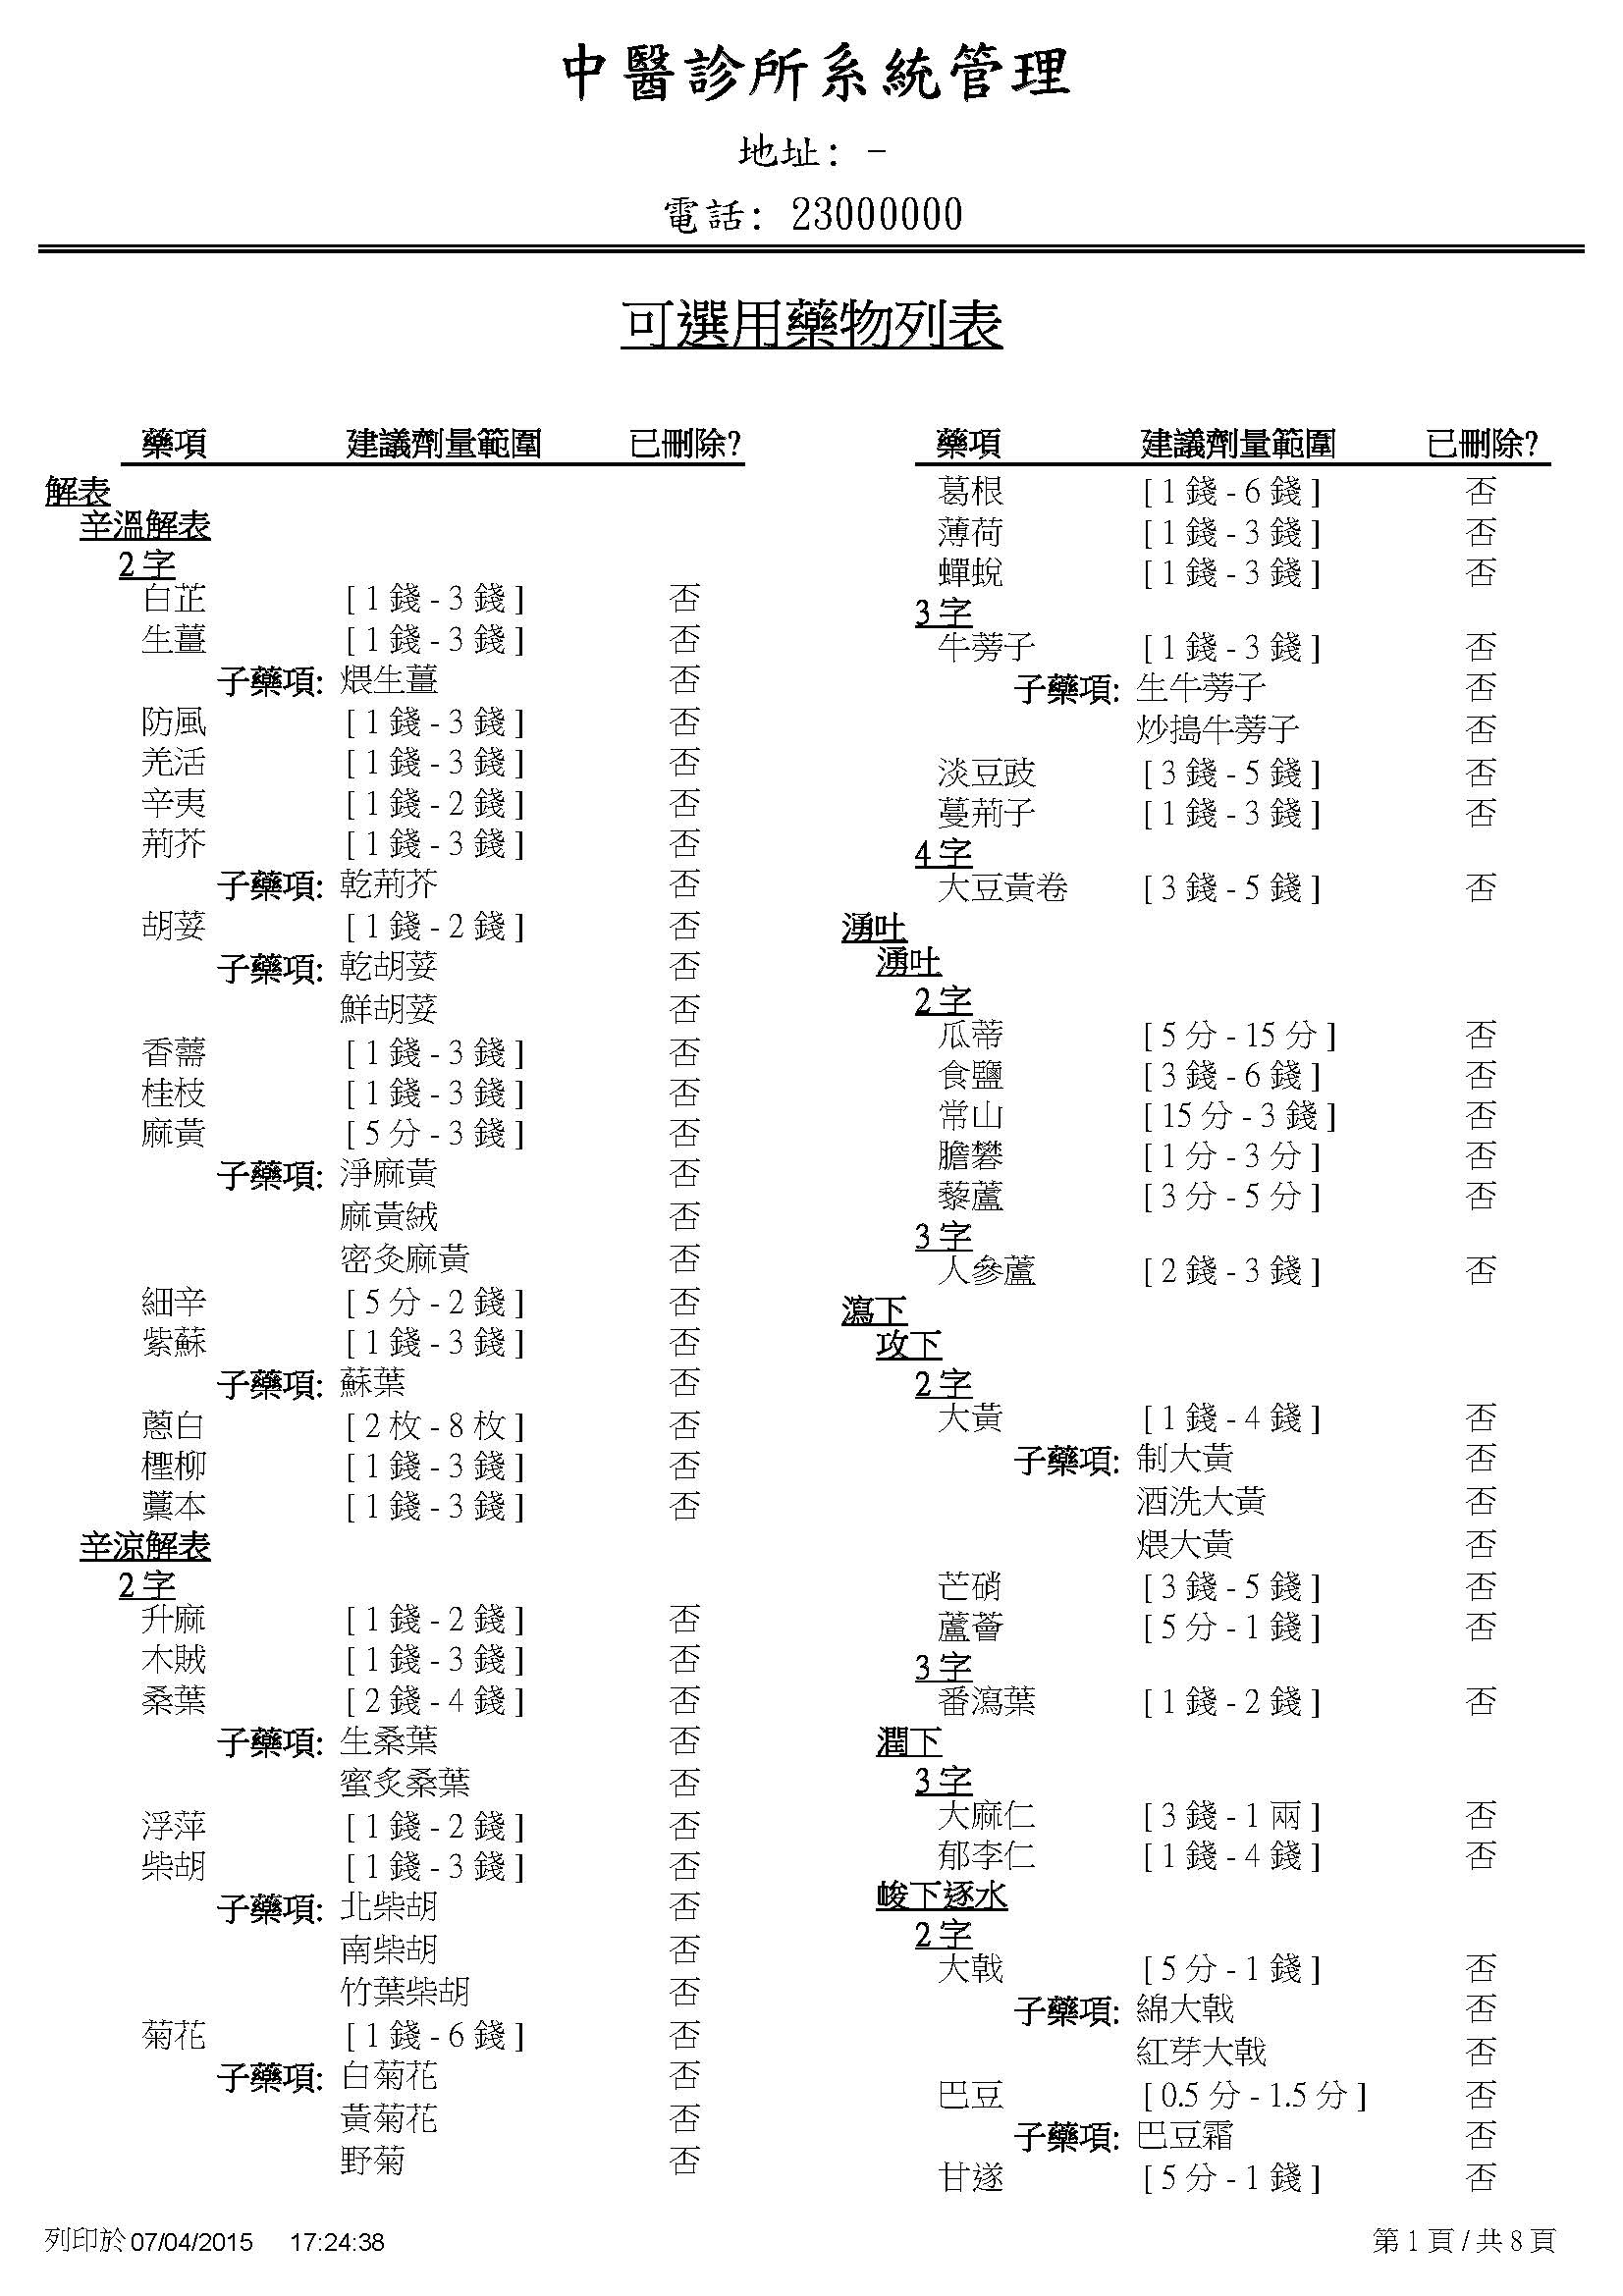 中醫診所系統管理
地址: -
電話: 23000000
可選用藥物列表
藥項 建議劑量範圍 已刪除?
解表
辛溫解表
2 字
白芷 [ 1 錢 - 3 錢 ] 否
生薑 [ 1 錢 - 3 錢 ] 否
子藥項: 煨生薑 否
防風 [ 1 錢 - 3 錢 ] 否
羌活 [ 1 錢 - 3 錢 ] 否
辛夷 [ 1 錢 - 2 錢 ] 否
荊芥 [ 1 錢 - 3 錢 ] 否
子藥項: 乾荊芥 否
胡荽 [ 1 錢 - 2 錢 ] 否
子藥項: 乾胡荽 否
鮮胡荽 否
香薷 [ 1 錢 - 3 錢 ] 否
桂枝 [ 1 錢 - 3 錢 ] 否
麻黃 [ 5 分 - 3 錢 ] 否
子藥項: 淨麻黃 否
麻黃絨 否
密灸麻黃 否
細辛 [ 5 分 - 2 錢 ] 否
紫蘇 [ 1 錢 - 3 錢 ] 否
子藥項: 蘇葉 否
蔥白 [ 2 枚 - 8 枚 ] 否
檉柳 [ 1 錢 - 3 錢 ] 否
藁本 [ 1 錢 - 3 錢 ] 否
辛涼解表
2 字
升麻 [ 1 錢 - 2 錢 ] 否
木賊 [ 1 錢 - 3 錢 ] 否
桑葉 [ 2 錢 - 4 錢 ] 否
子藥項: 生桑葉 否
蜜炙桑葉 否
浮萍 [ 1 錢 - 2 錢 ] 否
柴胡 [ 1 錢 - 3 錢 ] 否
子藥項: 北柴胡 否
南柴胡 否
竹葉柴胡 否
菊花 [ 1 錢 - 6 錢 ] 否
子藥項: 白菊花 否
黃菊花 否
野菊 否
藥項 建議劑量範圍 已刪除?
葛根 [ 1 錢 - 6 錢 ] 否
薄荷 [ 1 錢 - 3 錢 ] 否
蟬蛻 [ 1 錢 - 3 錢 ] 否
3 字
牛蒡子 [ 1 錢 - 3 錢 ] 否
子藥項: 生牛蒡子 否
炒搗牛蒡子 否
淡豆豉 [ 3 錢 - 5 錢 ] 否
蔓荊子 [ 1 錢 - 3 錢 ] 否
4 字
大豆黃卷 [ 3 錢 - 5 錢 ] 否
湧吐
湧吐
2 字
瓜蒂 [ 5 分 - 15 分 ] 否
食鹽 [ 3 錢 - 6 錢 ] 否
常山 [ 15 分 - 3 錢 ] 否
膽礬 [ 1 分 - 3 分 ] 否
藜蘆 [ 3 分 - 5 分 ] 否
3 字
人參蘆 [ 2 錢 - 3 錢 ] 否
瀉下
攻下
2 字
大黃 [ 1 錢 - 4 錢 ] 否
子藥項: 制大黃 否
酒洗大黃 否
煨大黃 否
芒硝 [ 3 錢 - 5 錢 ] 否
蘆薈 [ 5 分 - 1 錢 ] 否
3 字
番瀉葉 [ 1 錢 - 2 錢 ] 否
潤下
3 字
大麻仁 [ 3 錢 - 1 兩 ] 否
郁李仁 [ 1 錢 - 4 錢 ] 否
峻下逐水
2 字
大戟 [ 5 分 - 1 錢 ] 否
子藥項: 綿大戟 否
紅芽大戟 否
巴豆 [ 0.5 分 - 1.5 分 ] 否
子藥項: 巴豆霜 否
甘遂 [ 5 分 - 1 錢 ] 否
列印於 07/04/2015 17:24:38
第 1 頁 / 共 8 頁